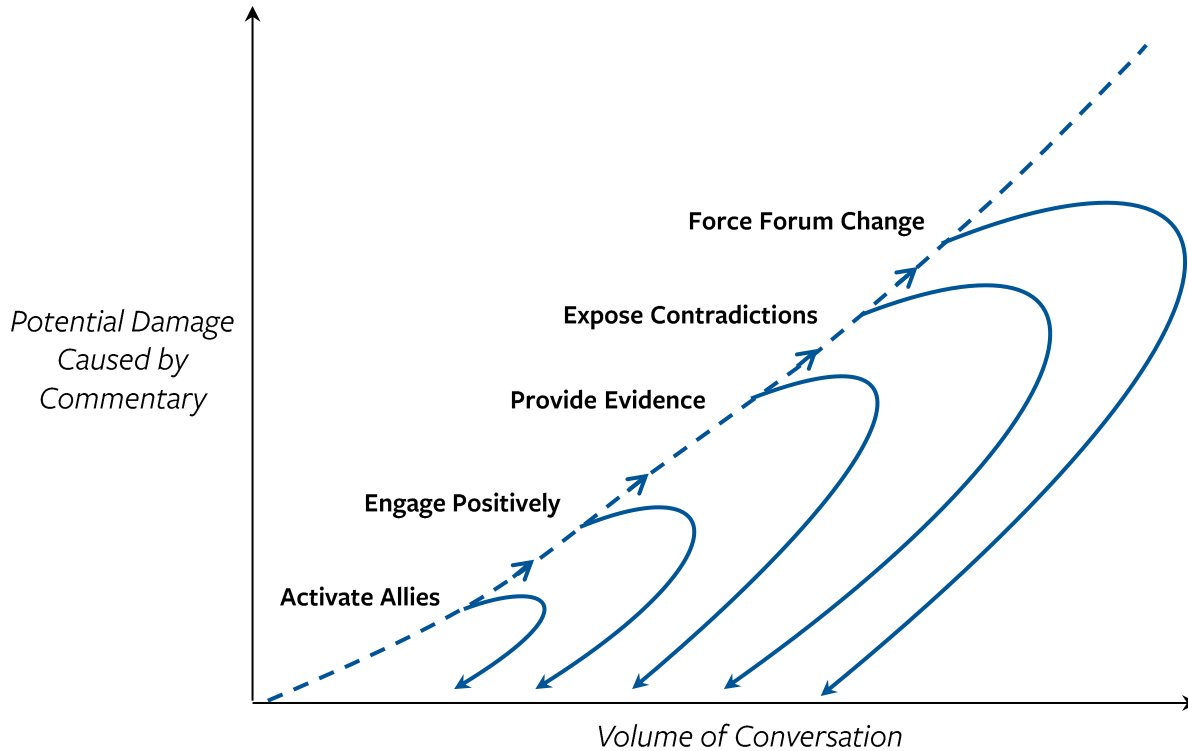 Force Forum Change
Expose Contradictions
Potential Damage
Caused by
Commentary
Provide Evidence
Engage Positively
Activate Allies
Volume of Conversation